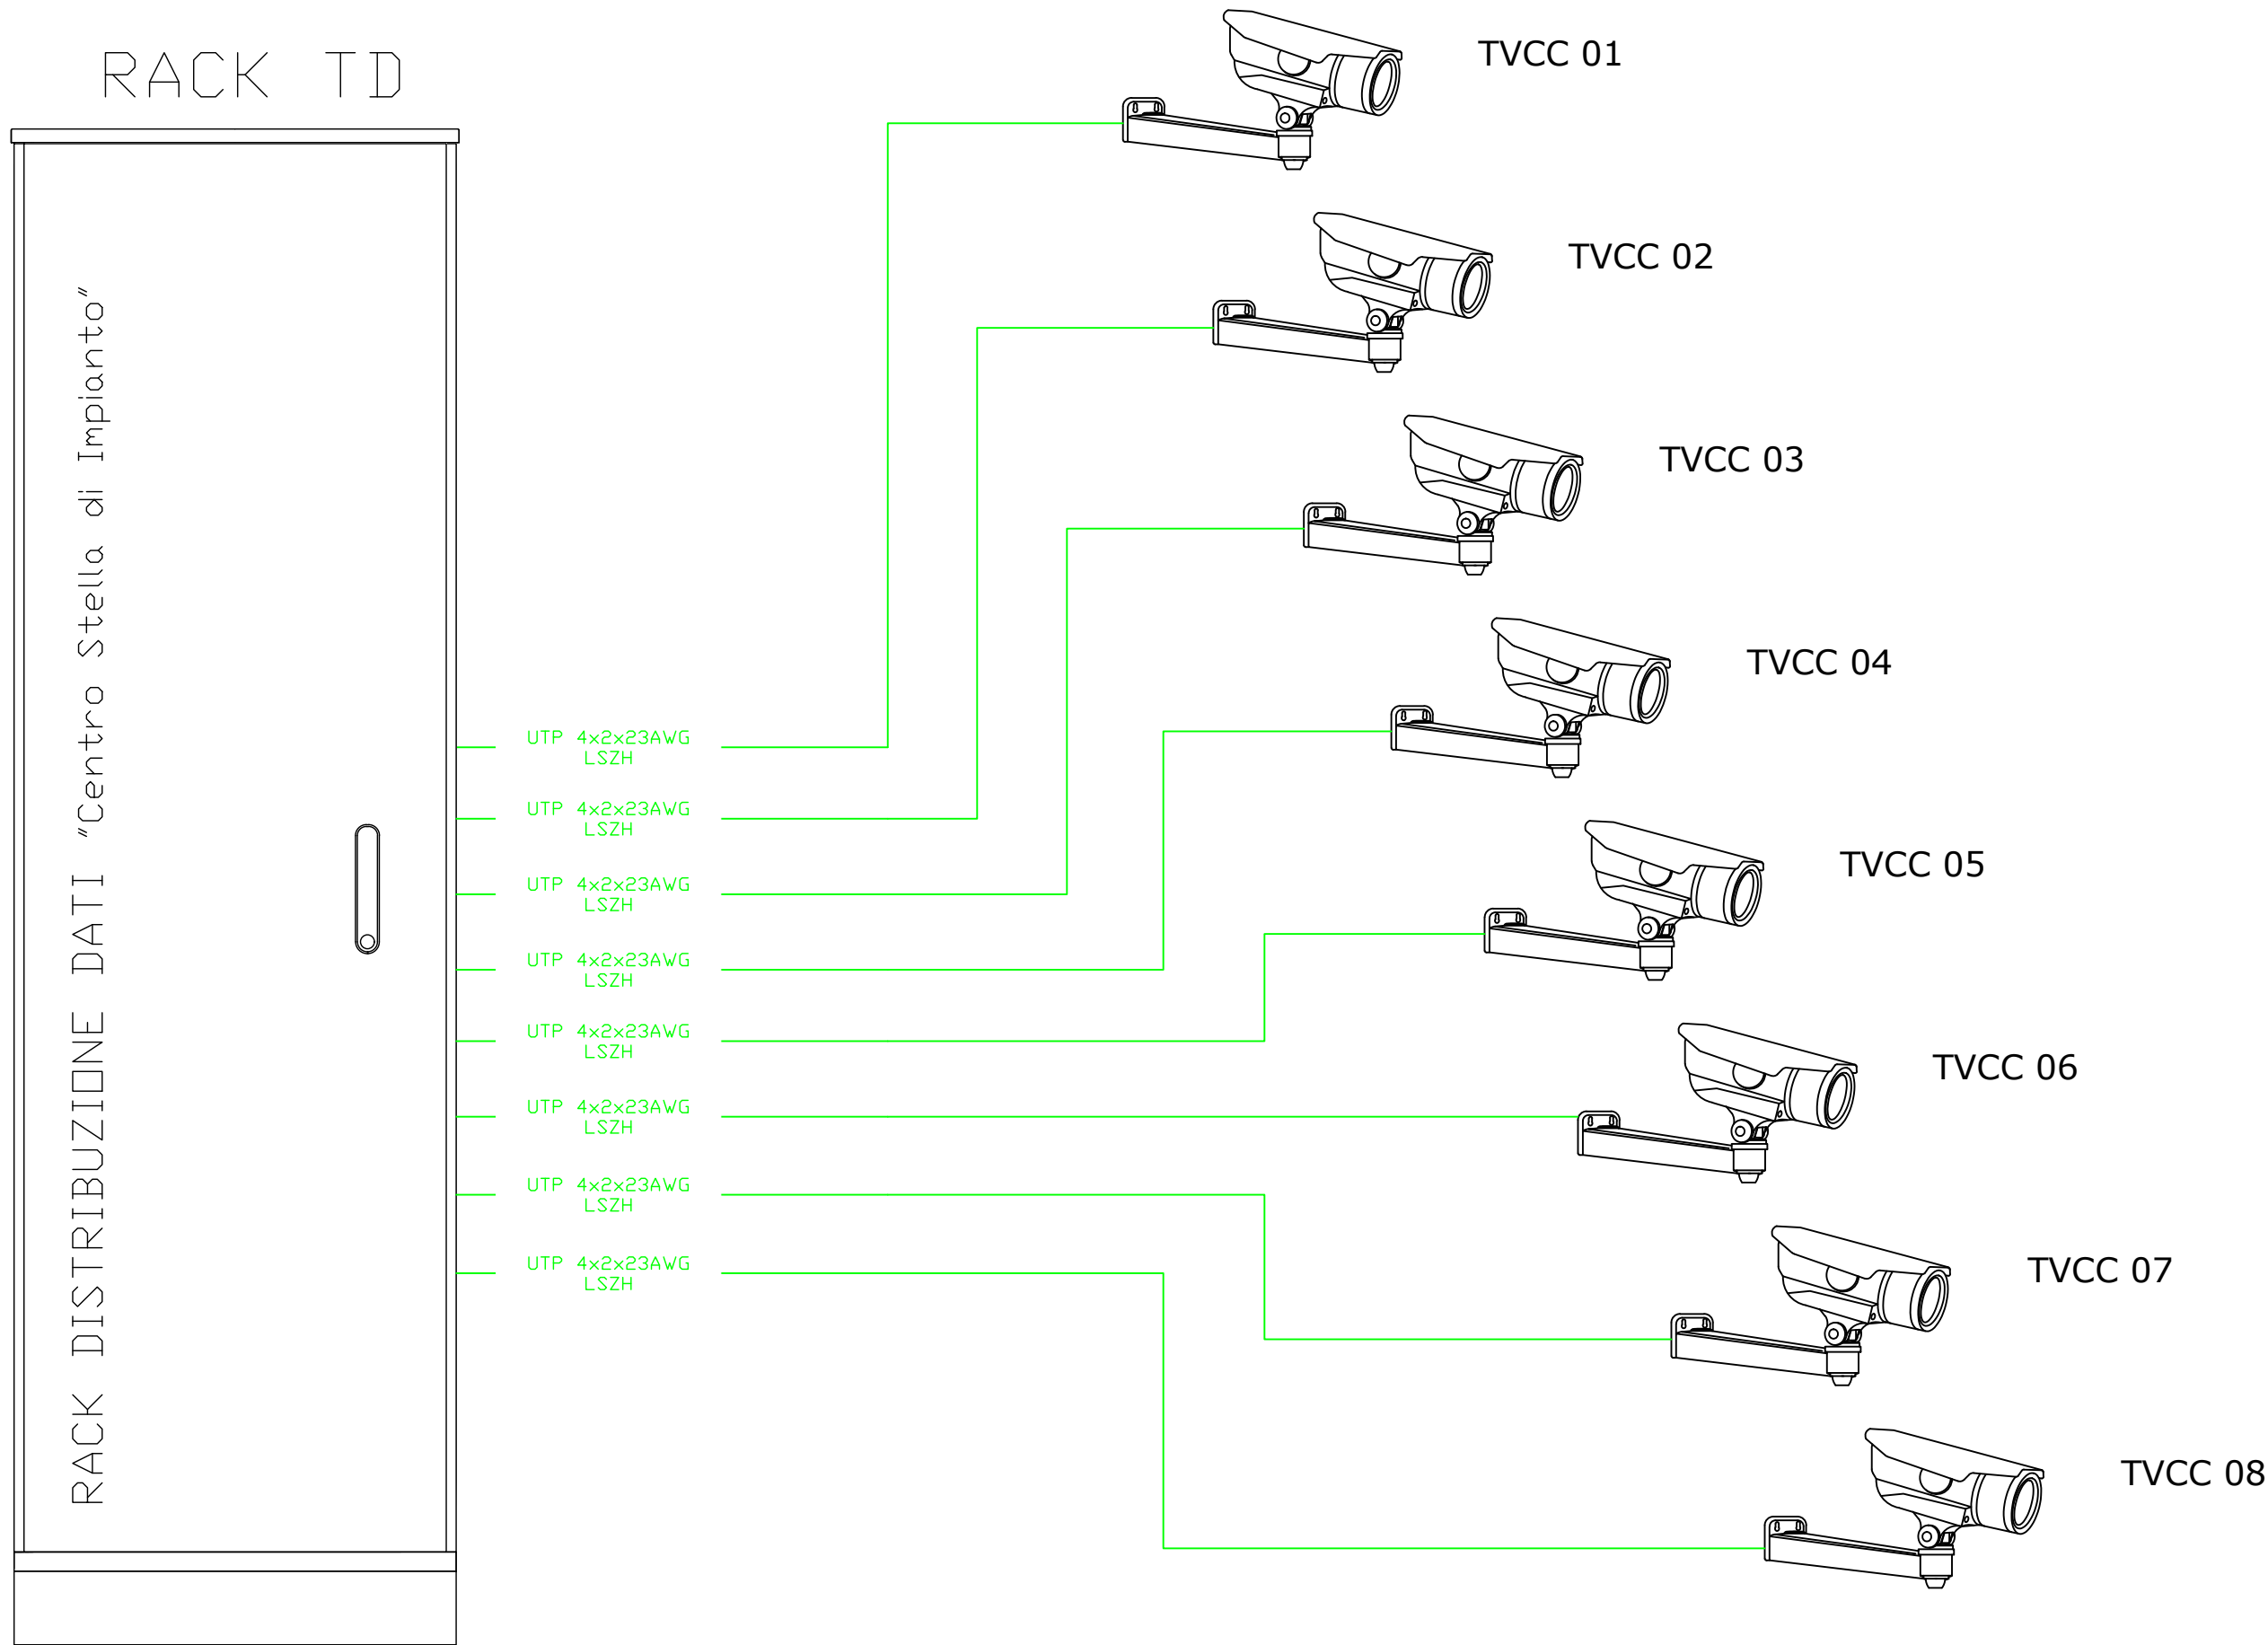 RACK TD
RACK DISTRIBUZIONE DATI "Centro Stella di Impianto"
TVCC 01
TVCC 02
TVCC 03
TVCC 04
TVCC 05
TVCC 06
TVCC 07
TVCC 08
UTP 4x2x23AWG
LSZH
UTP 4x2x23AWG
LSZH
UTP 4x2x23AWG
LSZH
UTP 4x2x23AWG
LSZH
UTP 4x2x23AWG
LSZH
UTP 4x2x23AWG
LSZH
UTP 4x2x23AWG
LSZH
UTP 4x2x23AWG
LSZH